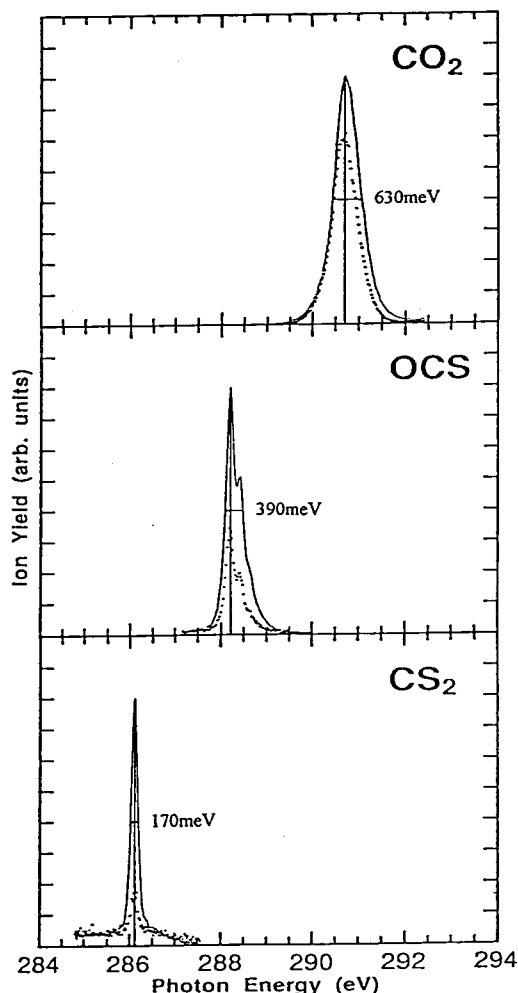 CO2
630meV
OCS
390meV
Ion Yield (arb. units)
CS2
170meV
284 286 288 290 292 294
Photon Energy (eV)